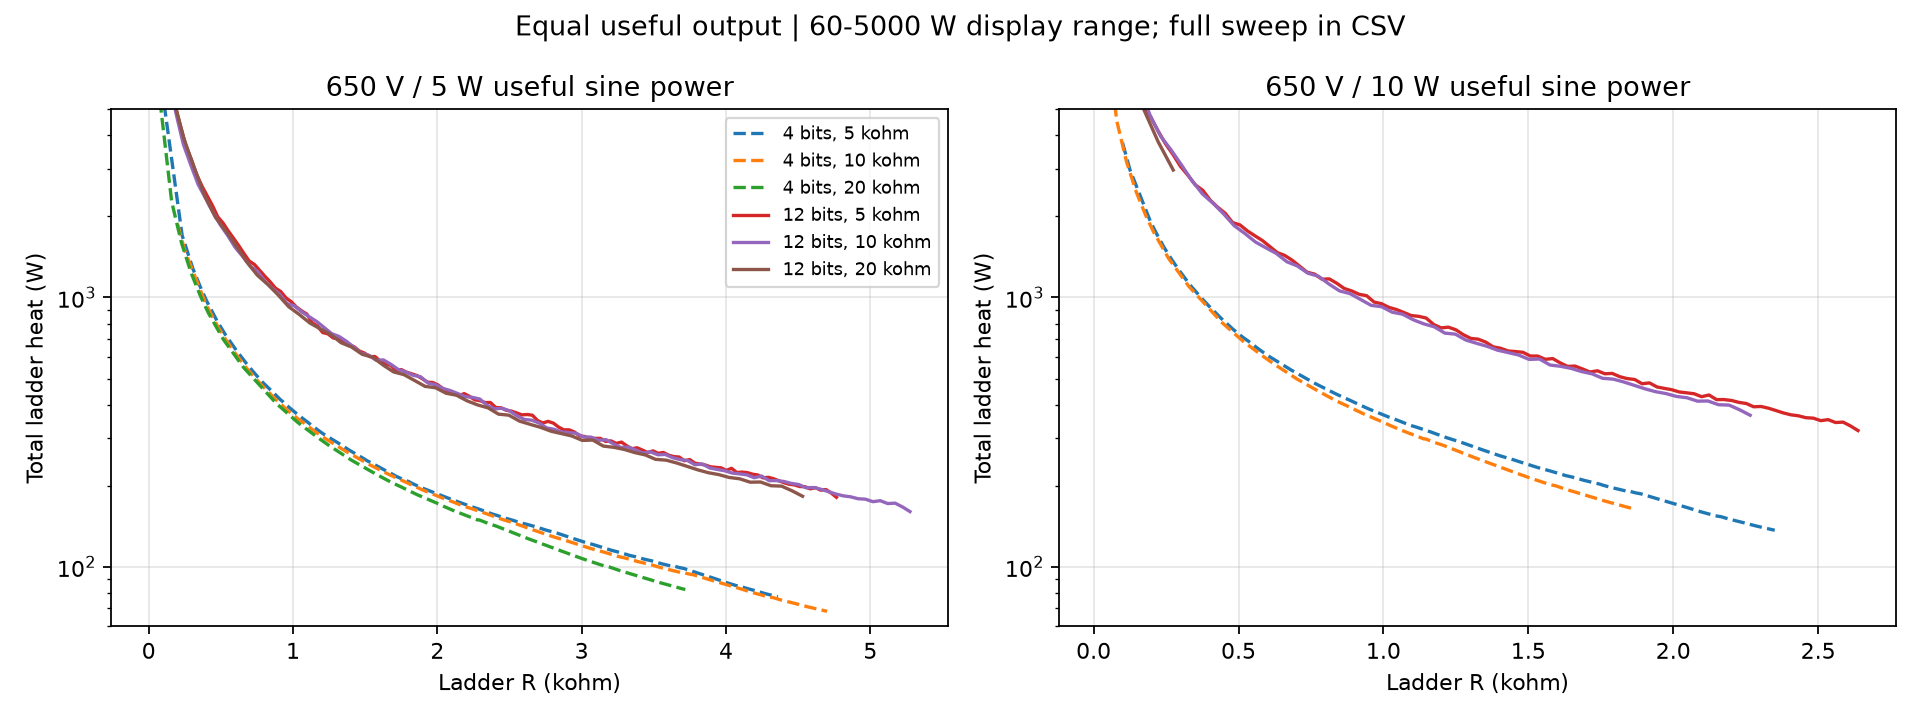 Equal useful output | 60-5000 W display range; full sweep in CSV
650 V / 5 W useful sine power
4 bits, 5 kohm
4 bits, 10 kohm
4 bits, 20 kohm
12 bits, 5 kohm
12 bits, 10 kohm
12 bits, 20 kohm
Total ladder heat (W)
10³
10²
0 1 2 3 4 5
Ladder R (kohm)
650 V / 10 W useful sine power
Total ladder heat (W)
10³
10²
0.0 0.5 1.0 1.5 2.0 2.5
Ladder R (kohm)